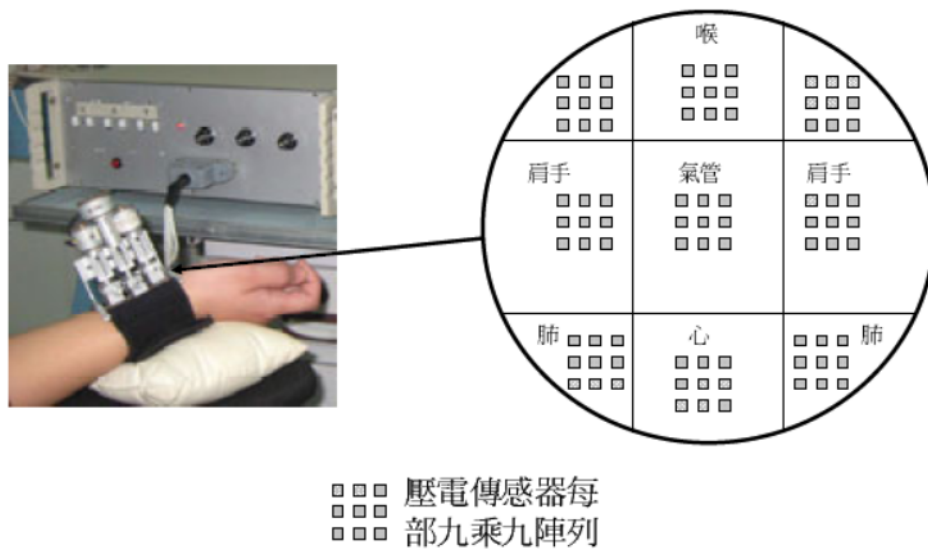 喉
肩手 氣管 肩手
肺 心 肺
壓電傳感器每
部九乘九陣列